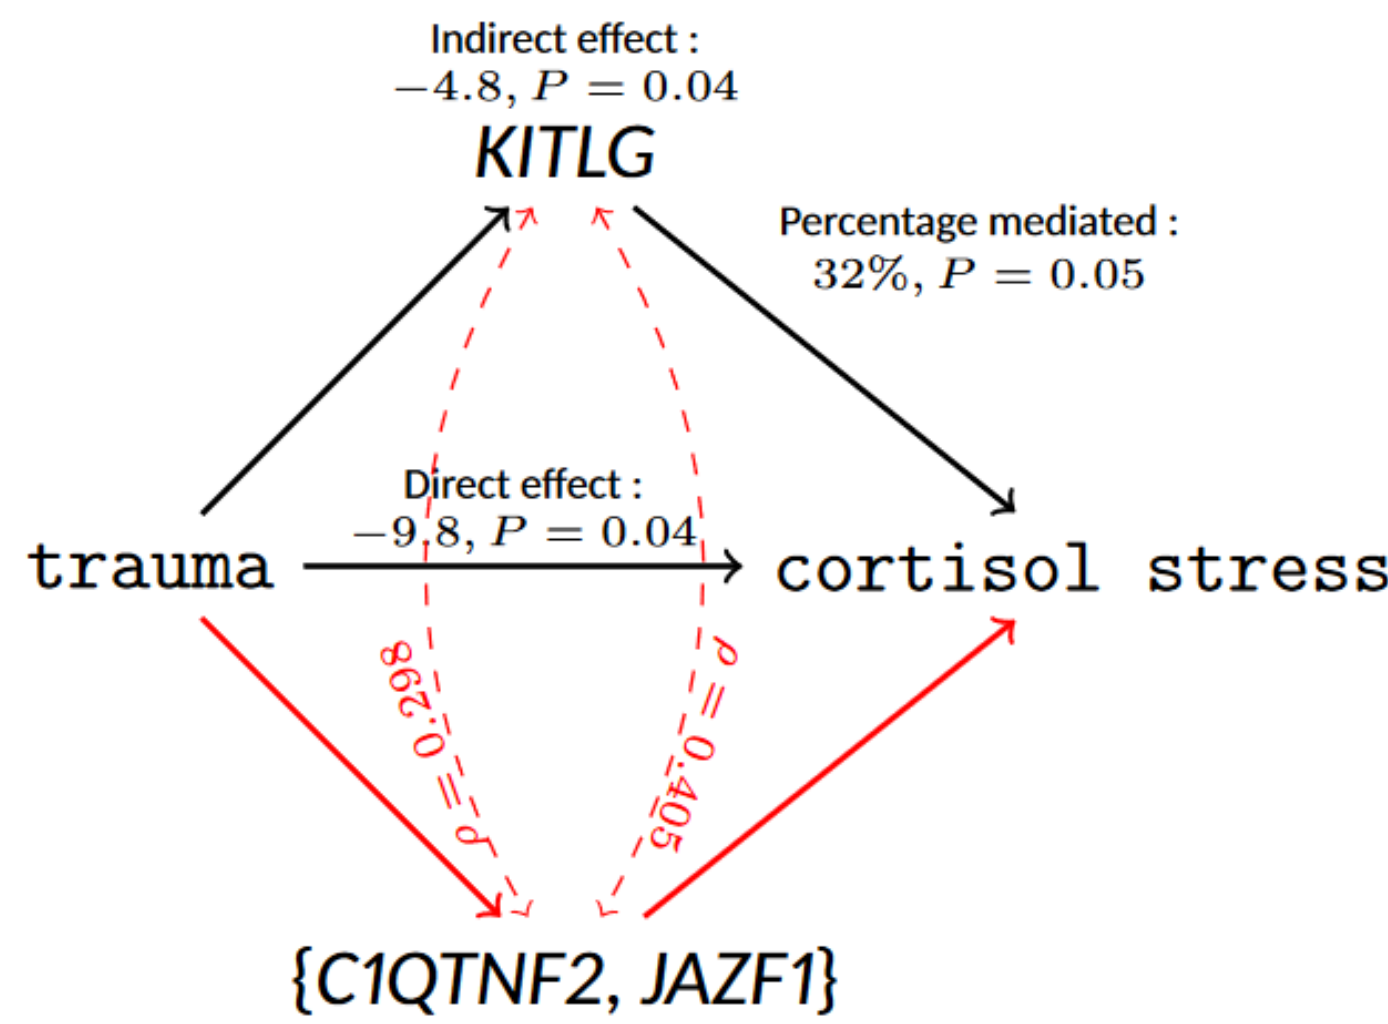 Indirect effect :
−4.8, P = 0.04
KITLG
Percentage mediated :
32%, P = 0.05
Direct effect :
−9.8, P = 0.04
trauma
cortisol stress
ρ = 0.298
ρ = 0.405
{C1QTNF2, JAZF1}